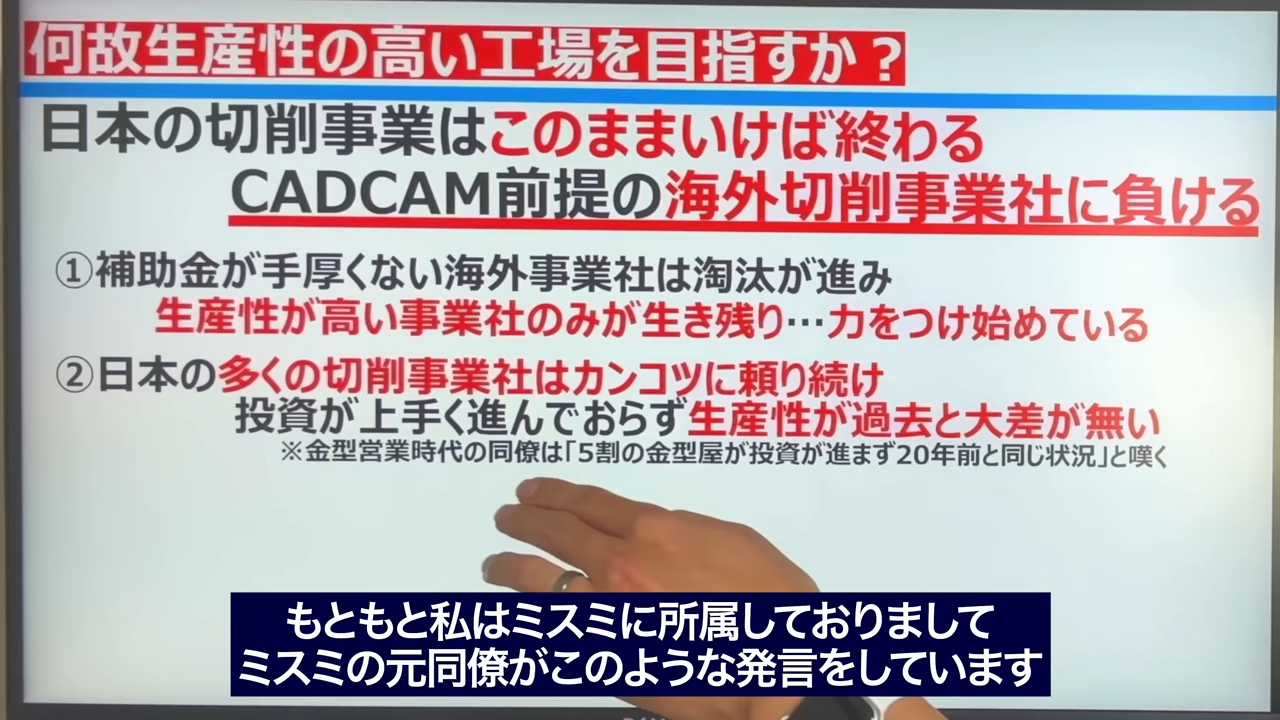 何故生産性の高い工場を目指すか？
日本の切削事業はこのままいけば終わる
CADCAM前提の海外切削事業社に負ける
①補助金が手厚くない海外事業社は淘汰が進み
生産性が高い事業社のみが生き残り…力をつけ始めている
②日本の多くの切削事業社はカンコツに頼り続け
投資が上手く進んでおらず生産性が過去と大差が無い
※金型営業時代の同僚は「5割の金型屋が投資が進まず20年前と同じ状況」と嘆く
もともと私はミスミに所属しておりまして
ミスミの元同僚がこのような発言をしています